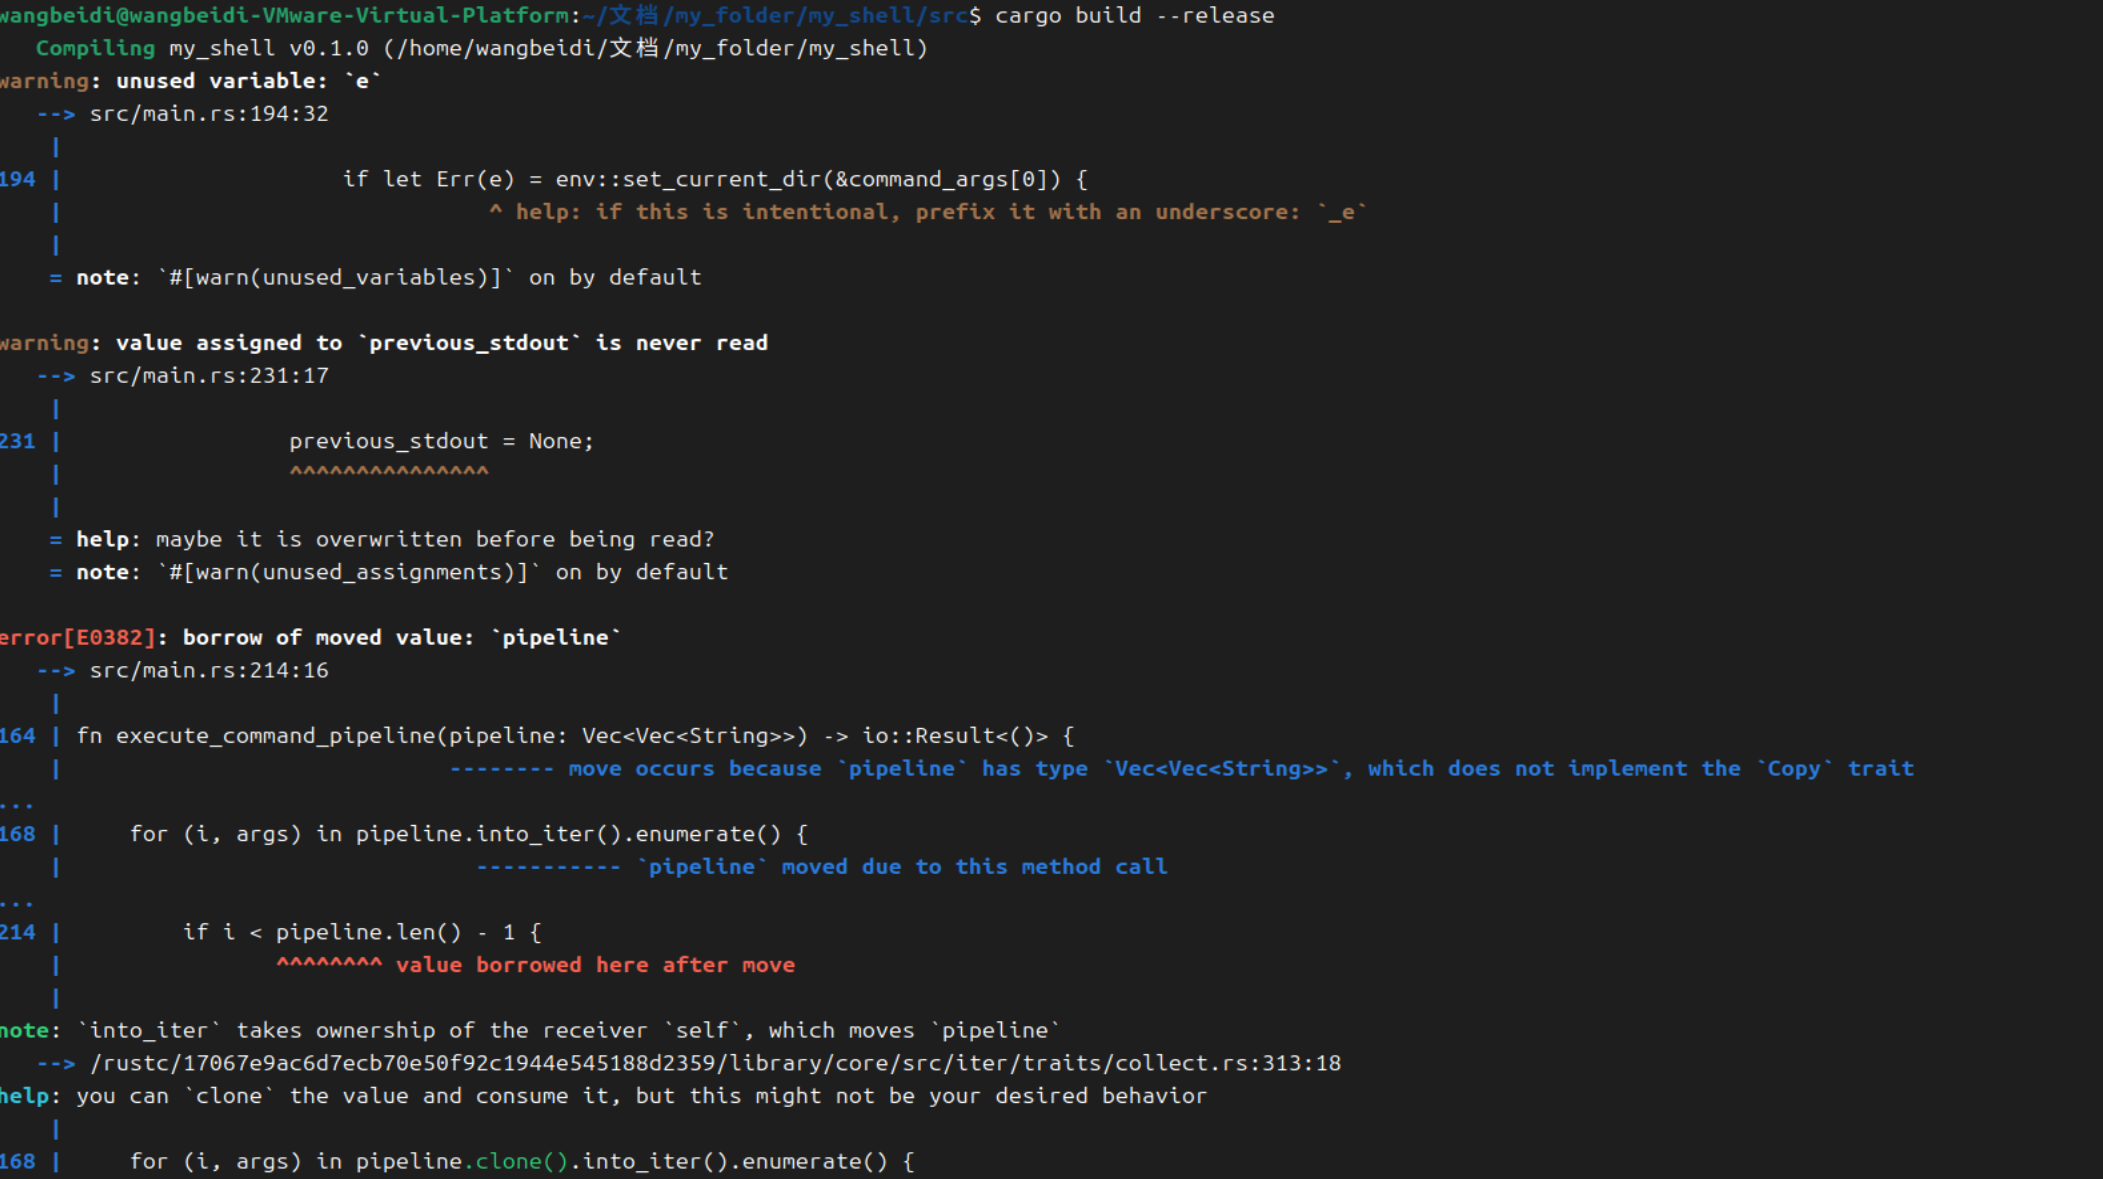 wangbeidi@wangbeidi-VMware-Virtual-Platform:~/文档/my_folder/my_shell/src$ cargo build --release
   Compiling my_shell v0.1.0 (/home/wangbeidi/文档/my_folder/my_shell)
warning: unused variable: `e`
   --> src/main.rs:194:32
    |
194 |                     if let Err(e) = env::set_current_dir(&command_args[0]) {
    |                                ^ help: if this is intentional, prefix it with an underscore: `_e`
    |
    = note: `#[warn(unused_variables)]` on by default

warning: value assigned to `previous_stdout` is never read
   --> src/main.rs:231:17
    |
231 |                 previous_stdout = None;
    |                 ^^^^^^^^^^^^^^^
    |
    = help: maybe it is overwritten before being read?
    = note: `#[warn(unused_assignments)]` on by default

error[E0382]: borrow of moved value: `pipeline`
   --> src/main.rs:214:16
    |
164 | fn execute_command_pipeline(pipeline: Vec<Vec<String>>) -> io::Result<()> {
    |                             -------- move occurs because `pipeline` has type `Vec<Vec<String>>`, which does not implement the `Copy` trait
...
168 |     for (i, args) in pipeline.into_iter().enumerate() {
    |                               ----------- `pipeline` moved due to this method call
...
214 |         if i < pipeline.len() - 1 {
    |                ^^^^^^^^ value borrowed here after move
    |
note: `into_iter` takes ownership of the receiver `self`, which moves `pipeline`
   --> /rustc/17067e9ac6d7ecb70e50f92c1944e545188d2359/library/core/src/iter/traits/collect.rs:313:18
help: you can `clone` the value and consume it, but this might not be your desired behavior
    |
168 |     for (i, args) in pipeline.clone().into_iter().enumerate() {